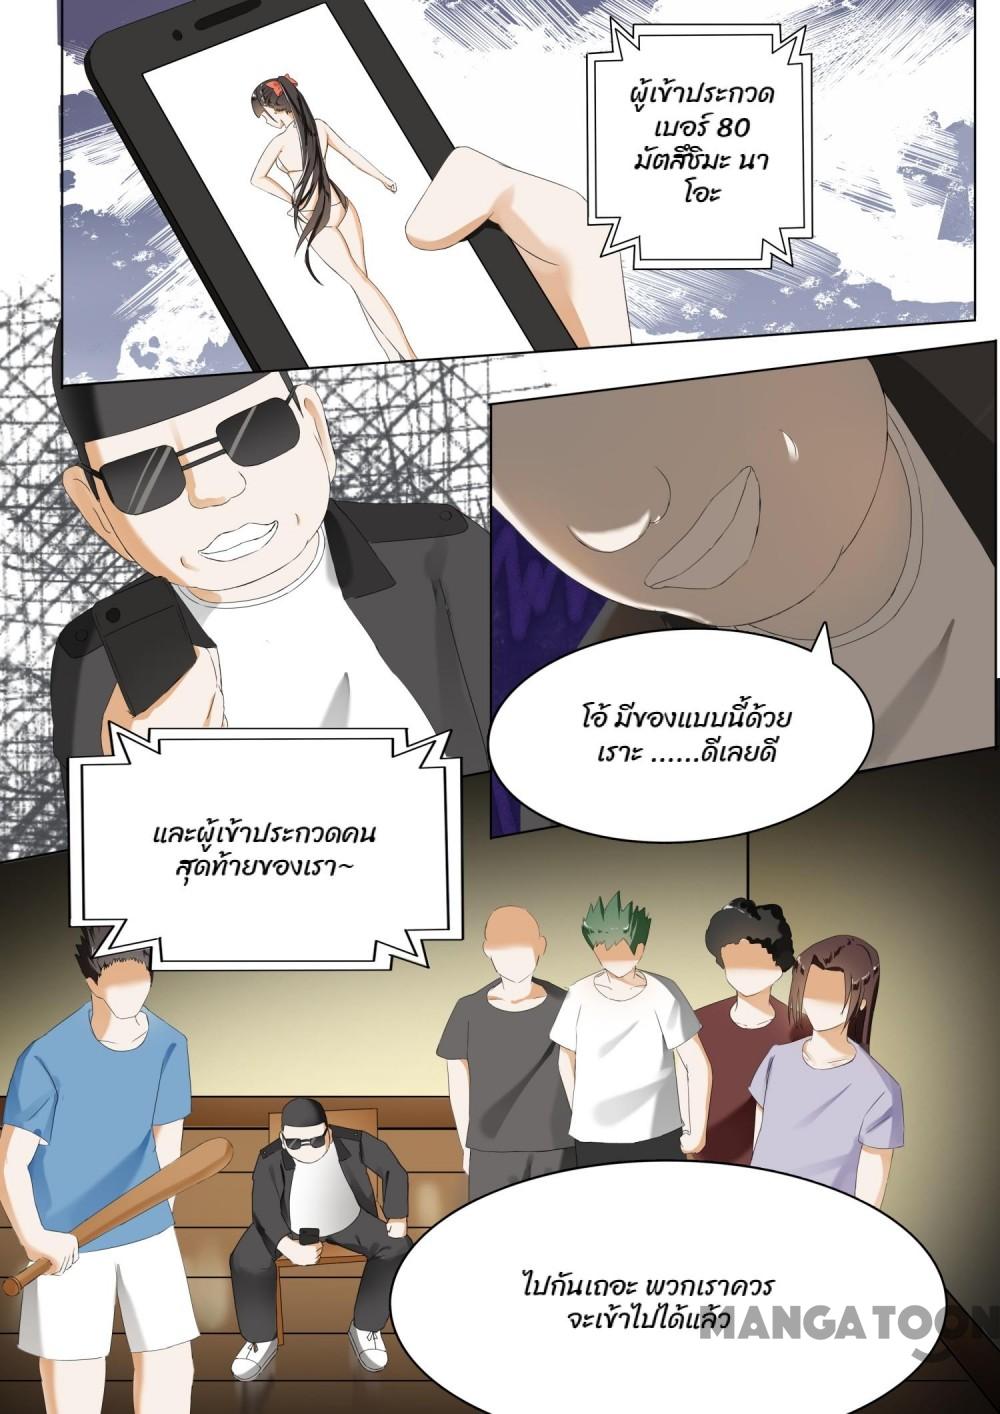 ผู้เข้าประกวด
เบอร์ 80
มัตสึชิมะ นา
โอะ
โอ้ มีของแบบนี้ด้วย
เราะ ......ดีเลยดี
และผู้เข้าประกวดคน
สุดท้ายของเรา~
ไปกันเถอะ พวกเราควร
จะเข้าไปได้แล้ว
MANGATOON